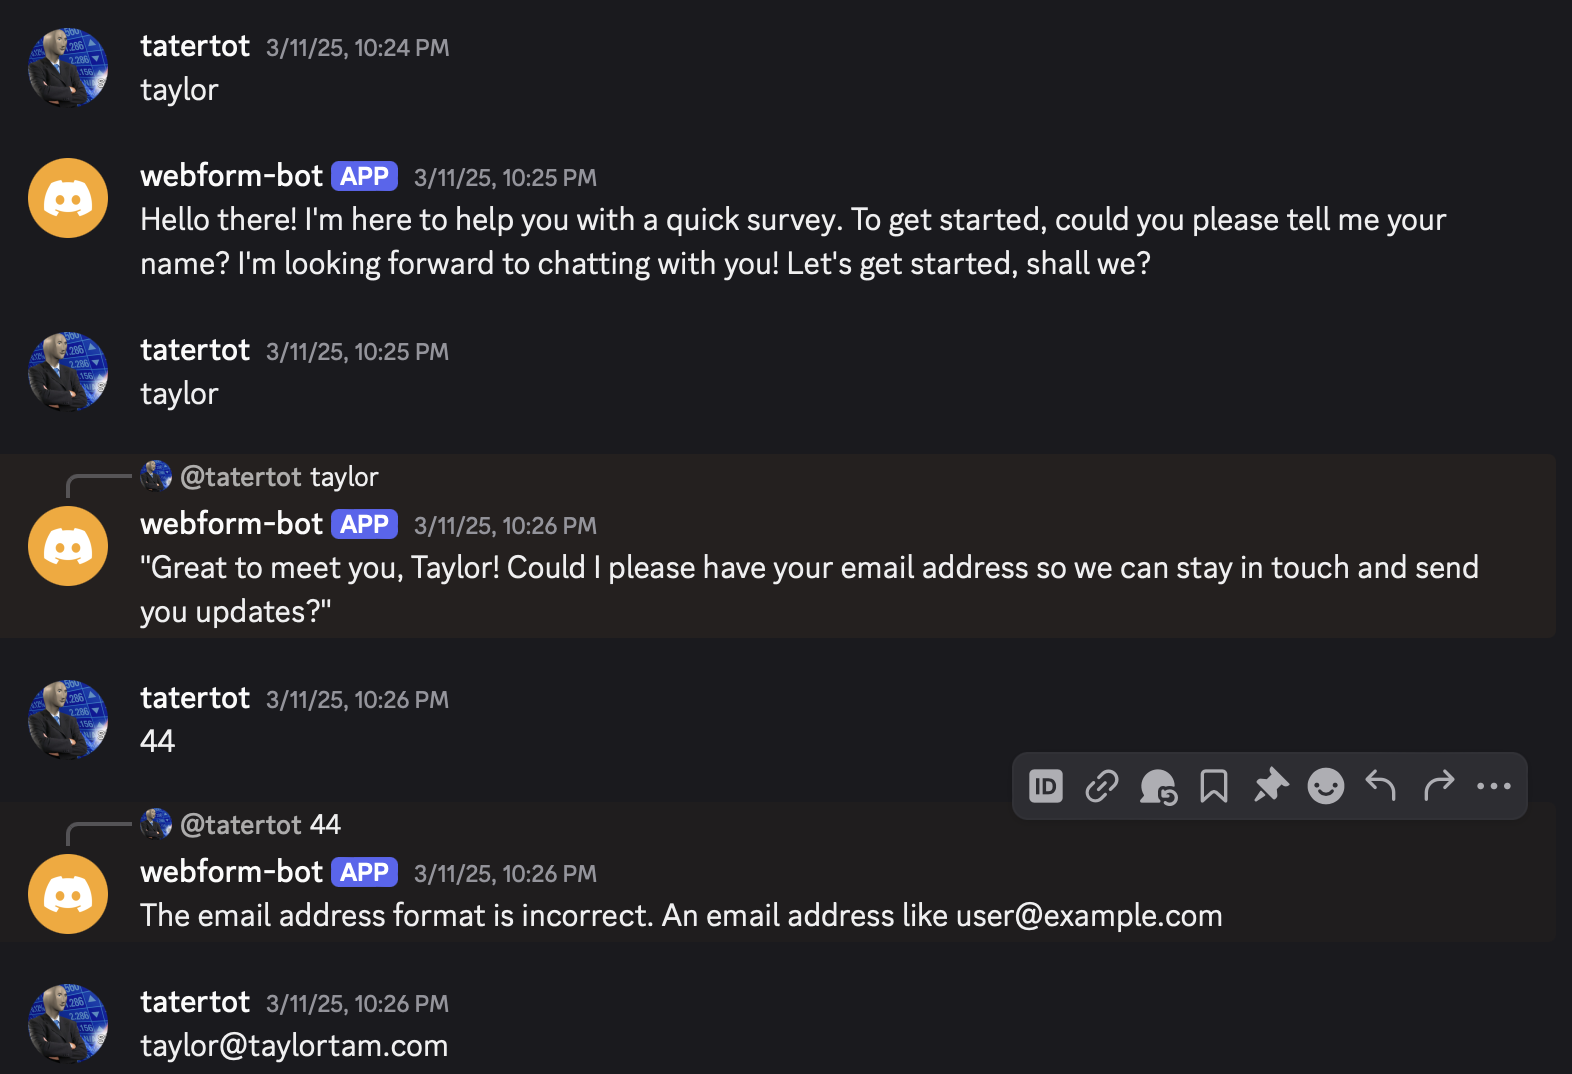 tatertot 3/11/25, 10:24 PM
taylor
webform-bot APP 3/11/25, 10:25 PM
Hello there! I'm here to help you with a quick survey. To get started, could you please tell me your
name? I'm looking forward to chatting with you! Let's get started, shall we?
tatertot 3/11/25, 10:25 PM
taylor
@tatertot taylor
webform-bot APP 3/11/25, 10:26 PM
"Great to meet you, Taylor! Could I please have your email address so we can stay in touch and send
you updates?"
tatertot 3/11/25, 10:26 PM
44
ID
@tatertot 44
webform-bot APP 3/11/25, 10:26 PM
The email address format is incorrect. An email address like user@example.com
tatertot 3/11/25, 10:26 PM
taylor@taylortam.com